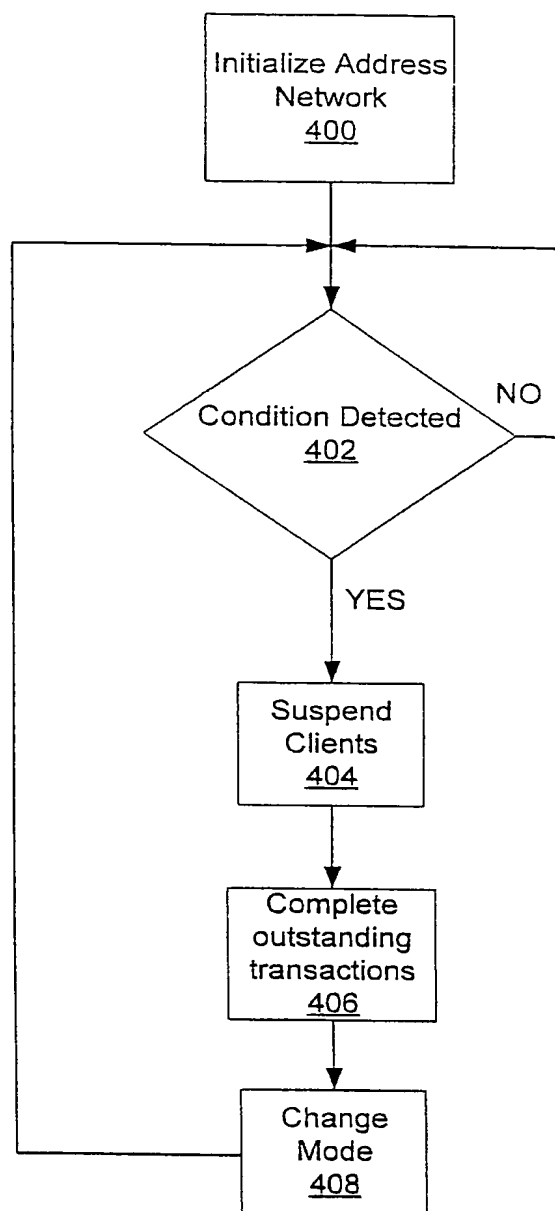 Initialize Address
Network
400
Condition Detected
402
NO
YES
Suspend
Clients
404
Complete
outstanding
transactions
406
Change
Mode
408